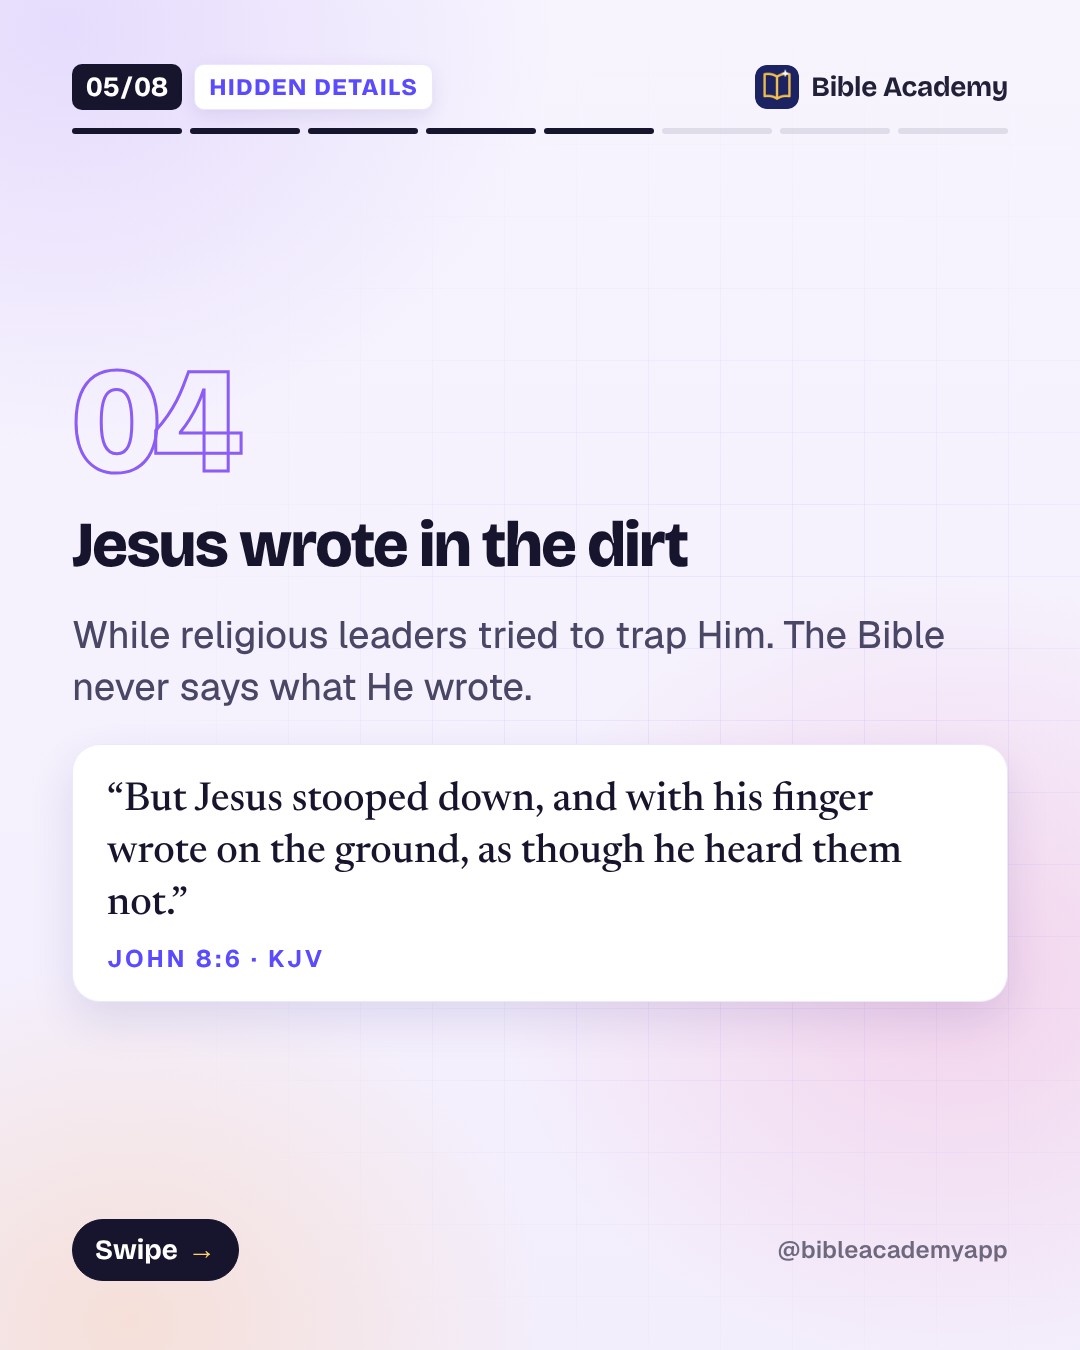 05/08
HIDDEN DETAILS
Bible Academy
04
Jesus wrote in the dirt
While religious leaders tried to trap Him. The Bible
never says what He wrote.
“But Jesus stooped down, and with his finger
wrote on the ground, as though he heard them
not.”
JOHN 8:6 · KJV
Swipe →
@bibleacademyapp